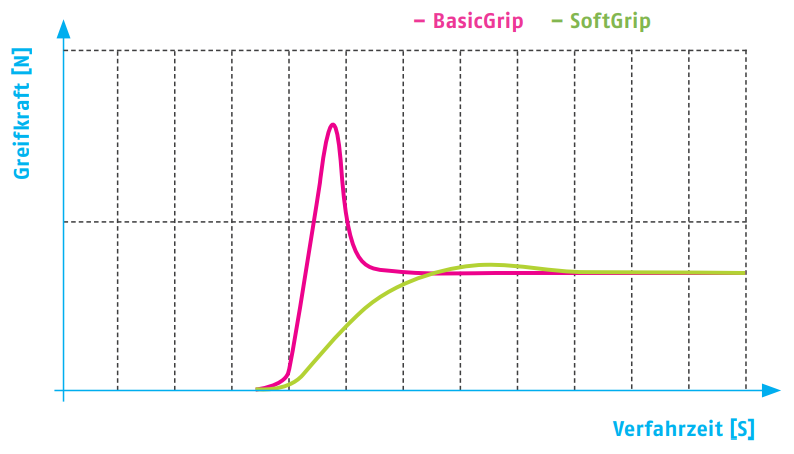 – BasicGrip – SoftGrip
Greifkraft [N]
Verfahrzeit [S]